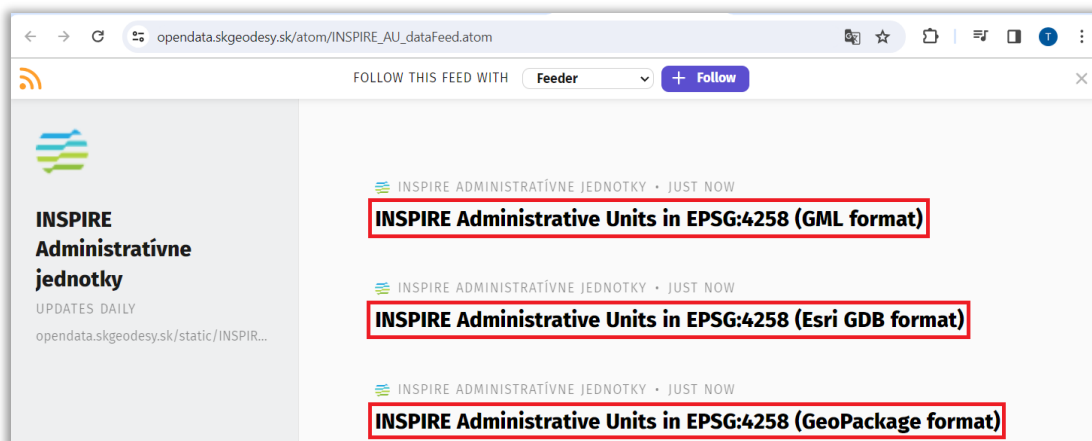 opendata.skgeodesy.sk/atom/INSPIRE_AU_dataFeed.atom
T
FOLLOW THIS FEED WITH Feeder + Follow
INSPIRE
Administratívne
jednotky
UPDATES DAILY
opendata.skgeodesy.sk/static/INSPIR...
INSPIRE ADMINISTRATÍVNE JEDNOTKY • JUST NOW
INSPIRE Administrative Units in EPSG:4258 (GML format)
INSPIRE ADMINISTRATÍVNE JEDNOTKY • JUST NOW
INSPIRE Administrative Units in EPSG:4258 (Esri GDB format)
INSPIRE ADMINISTRATÍVNE JEDNOTKY • JUST NOW
INSPIRE Administrative Units in EPSG:4258 (GeoPackage format)